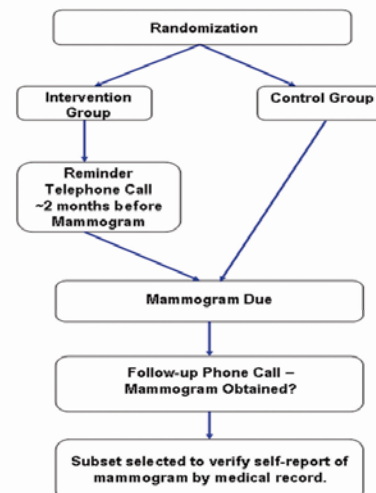 Randomization
Intervention
Group
Control Group
Reminder
Telephone Call
~2 months before
Mammogram
Mammogram Due
Follow-up Phone Call –
Mammogram Obtained?
Subset selected to verify self-report of
mammogram by medical record.